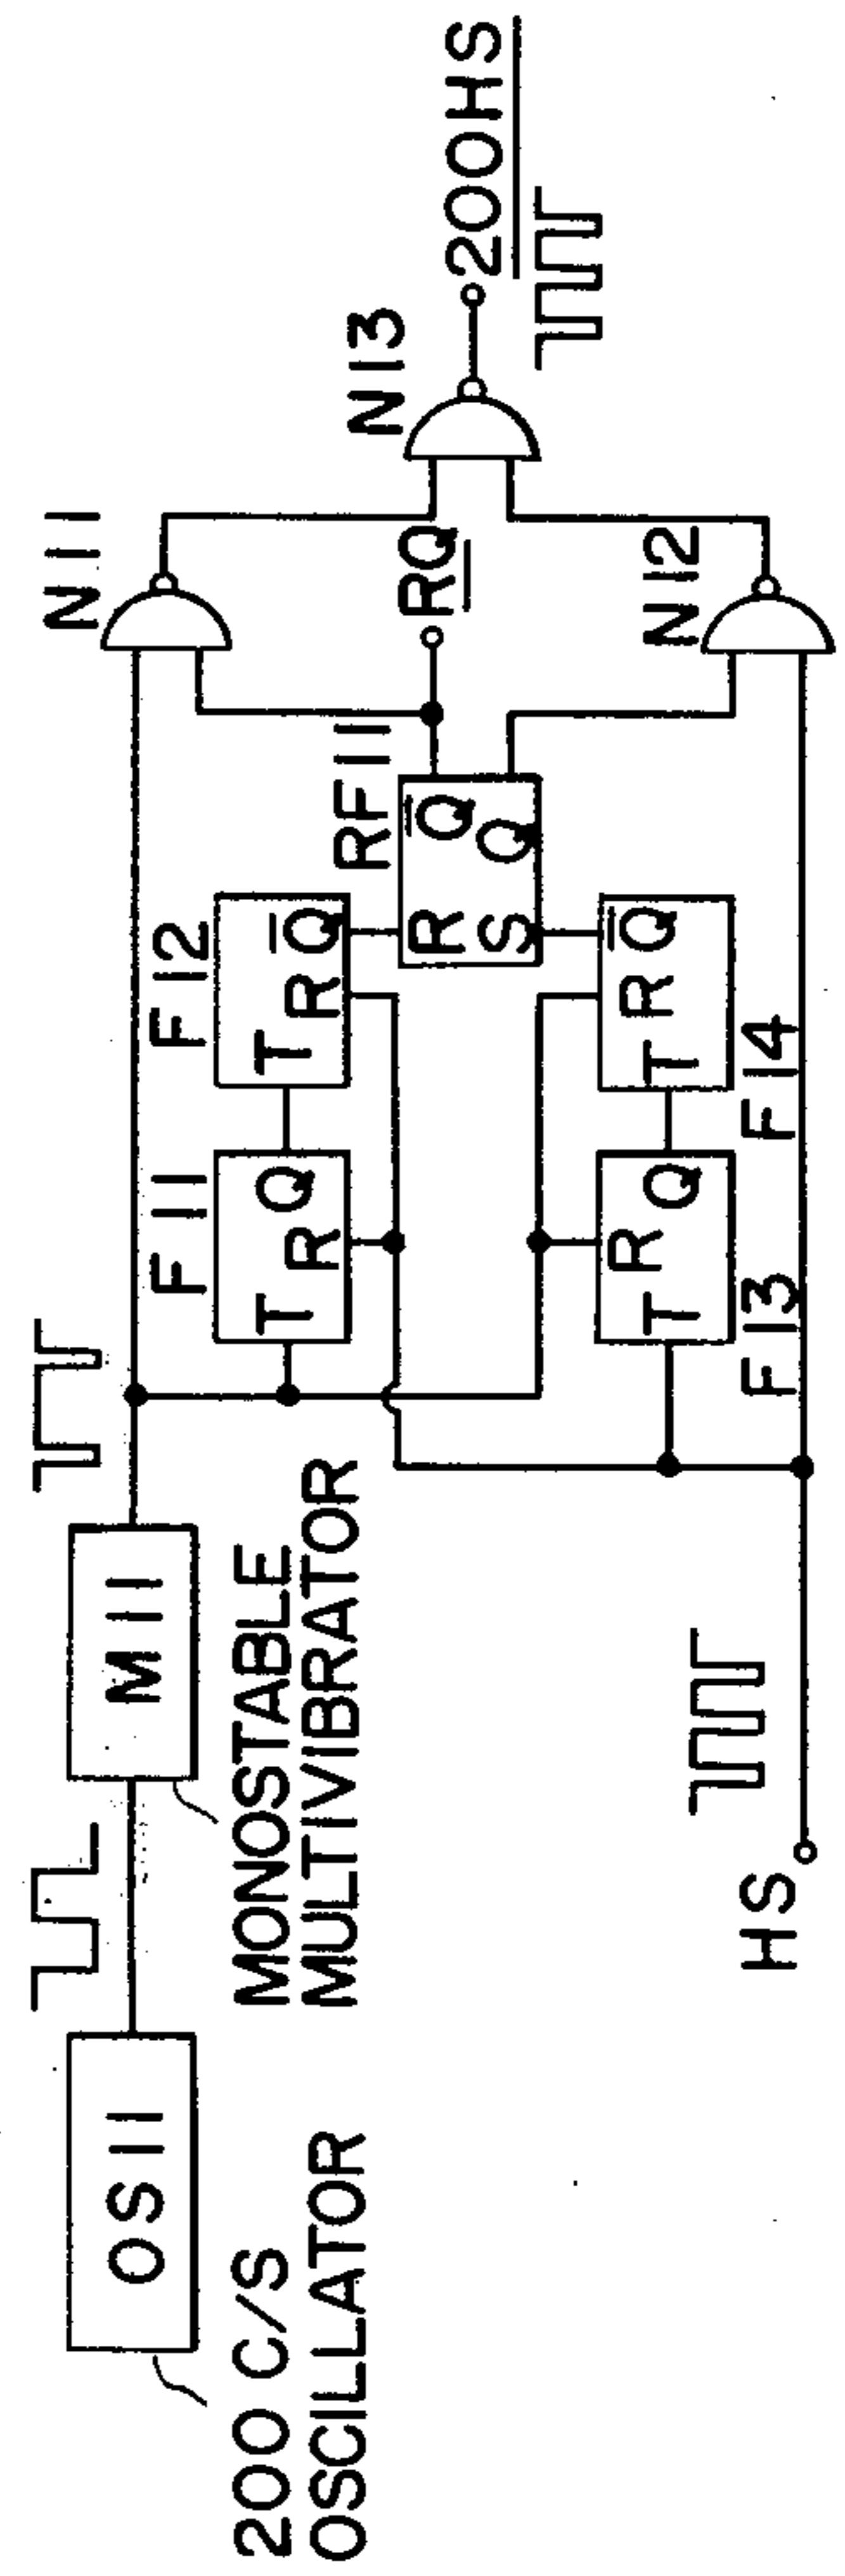 OS11
200 C/S
OSCILLATOR
M11
MONOSTABLE
MULTIVIBRATOR
HS
F11
T R Q
F12
T R Q̅
F13
T R Q
F14
T R Q̅
RF11
R Q̅
S Q
RQ
N11
N12
N13
200HS